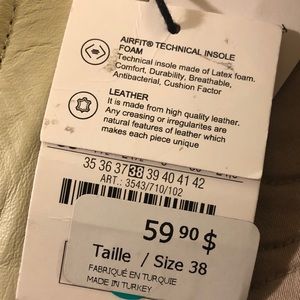 AIRFIT® TECHNICAL INSOLE
FOAM
Technical insole made of Latex foam.
Comfort, Durability, Breathable,
Antibacterial, Cushion Factor
LEATHER
It is made from high quality leather.
Any creasing or irregularities are
natural features of leather which
makes each piece unique
35 36 37 38 39 40 41 42
ART.: 3543/710/102
59 90 $
Taille / Size 38
FABRIQUÉ EN TURQUIE
MADE IN TURKEY